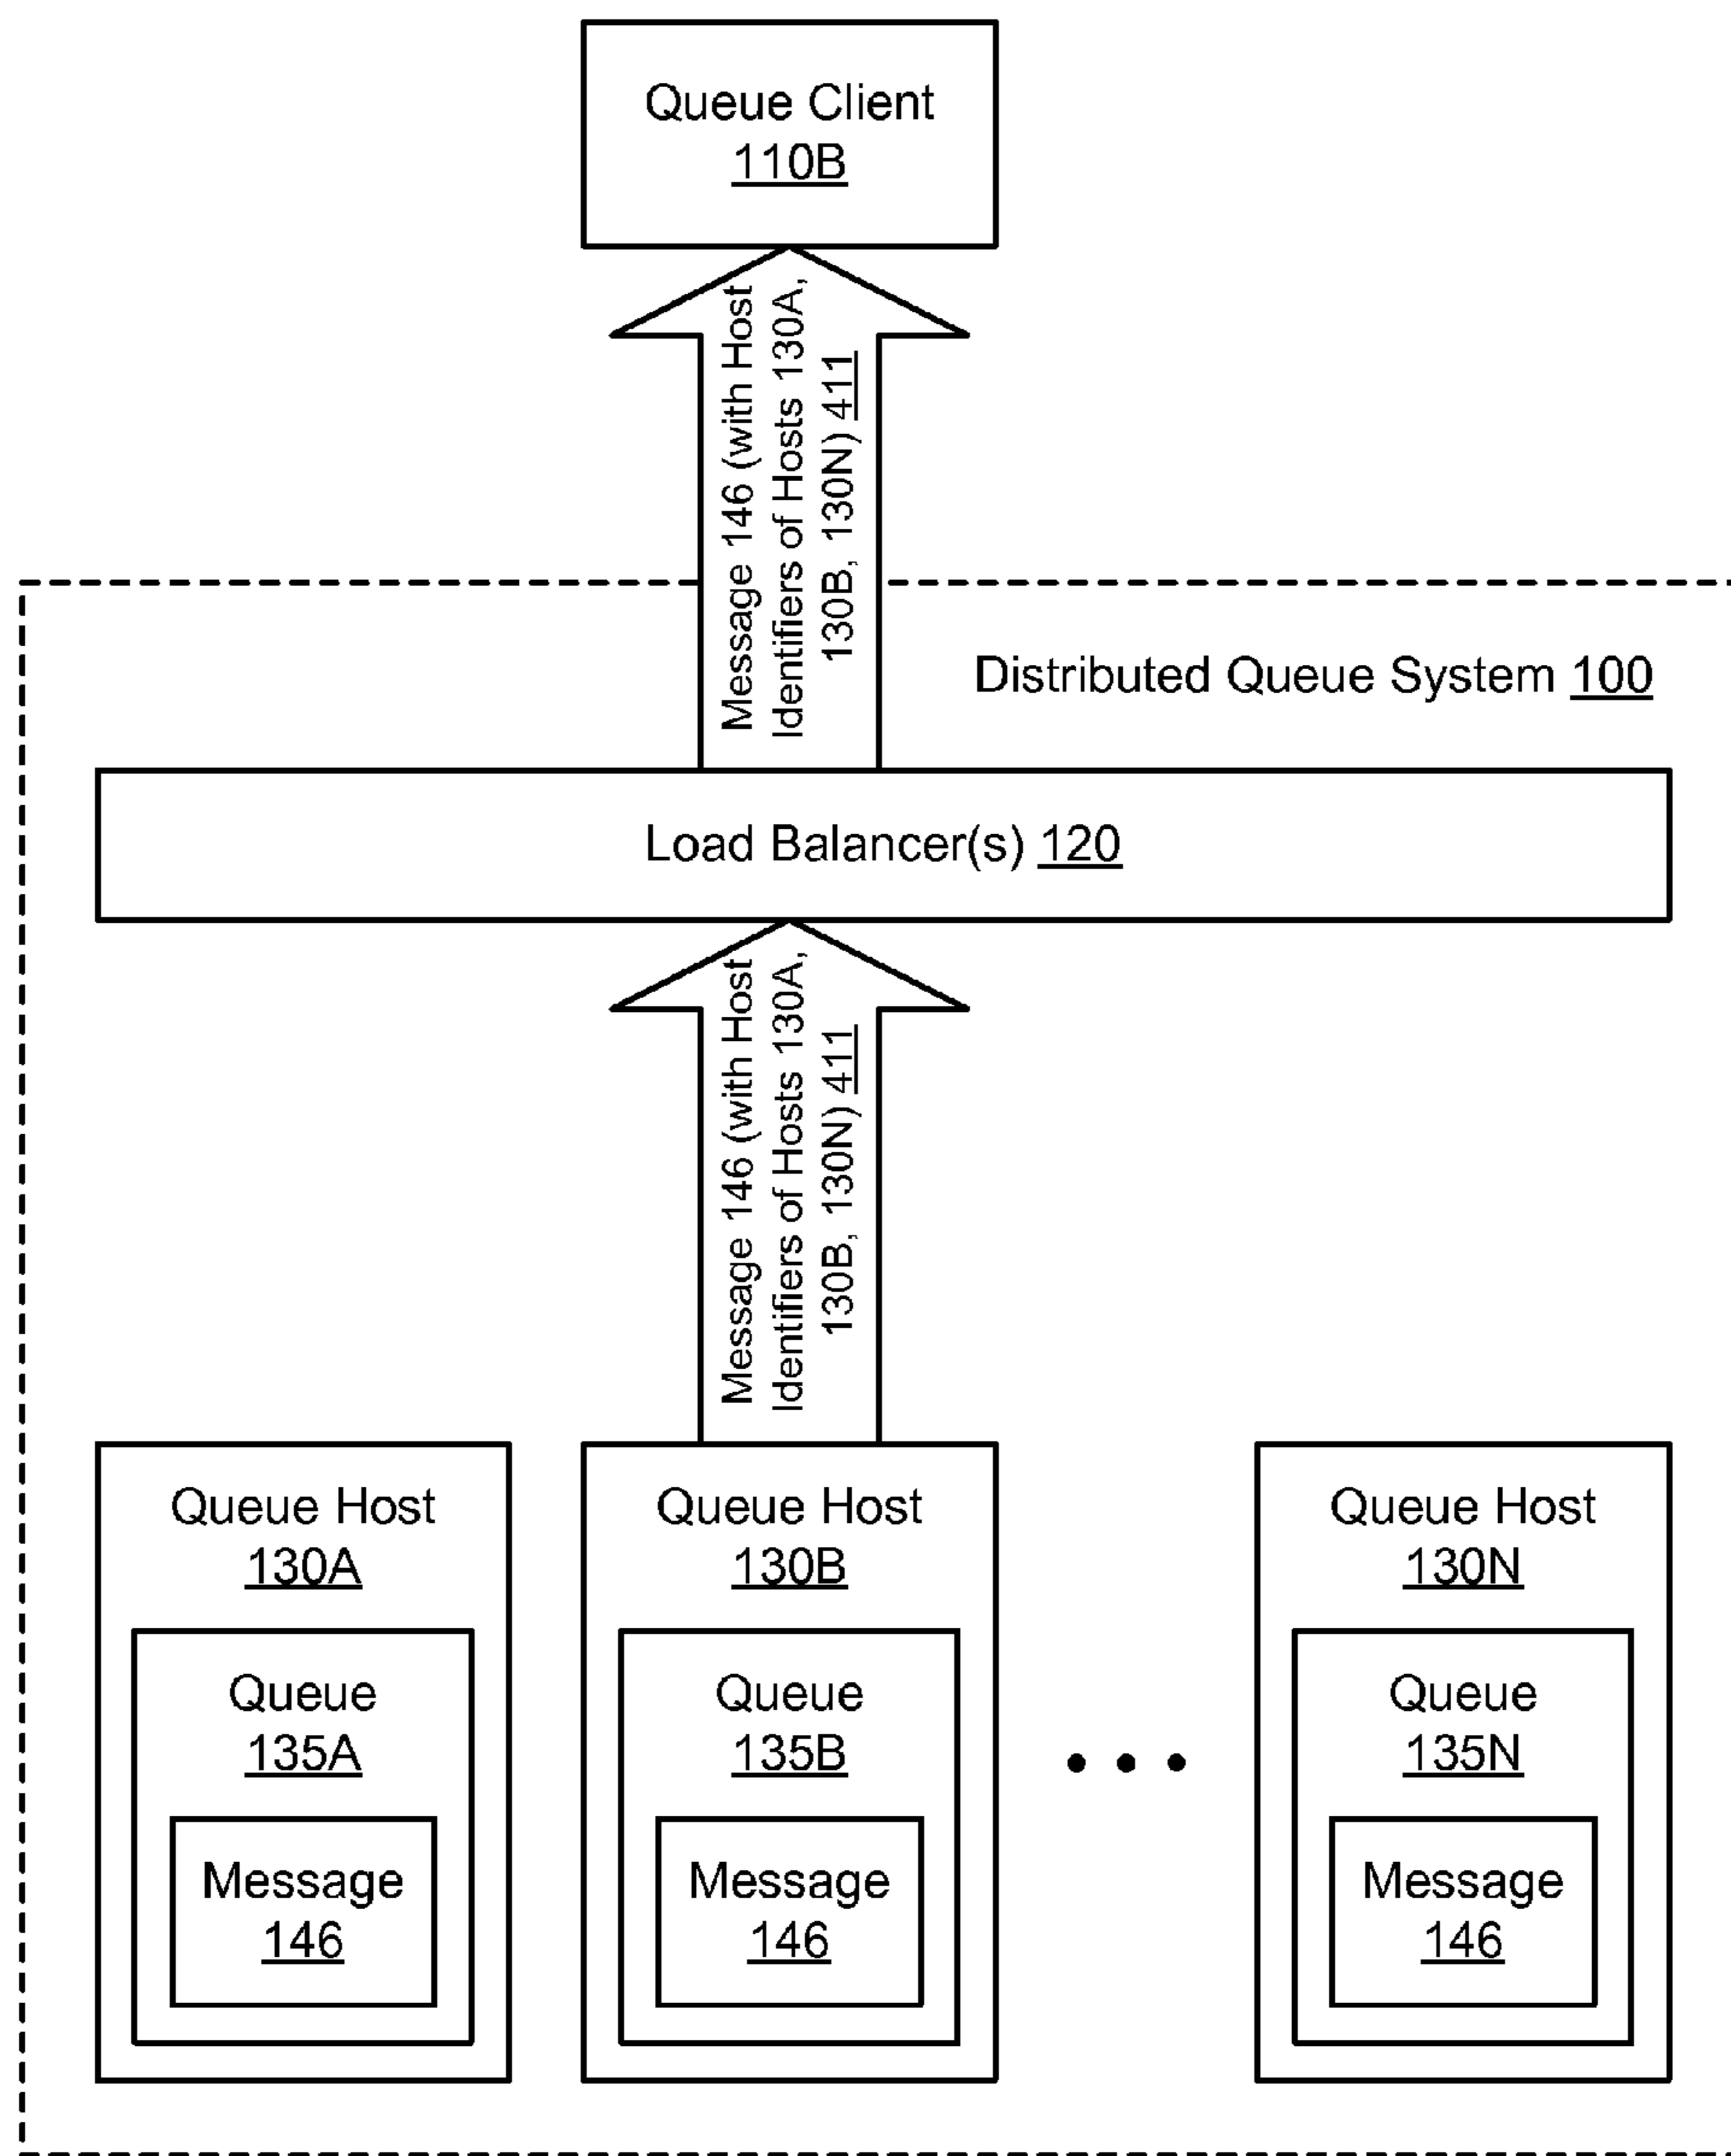 Queue Client
110B
Message 146 (with Host
Identifiers of Hosts 130A,
130B, 130N) 411
Distributed Queue System 100
Load Balancer(s) 120
Message 146 (with Host
Identifiers of Hosts 130A,
130B, 130N) 411
Queue Host
130A
Queue
135A
Message
146
Queue Host
130B
Queue
135B
Message
146
Queue Host
130N
Queue
135N
Message
146